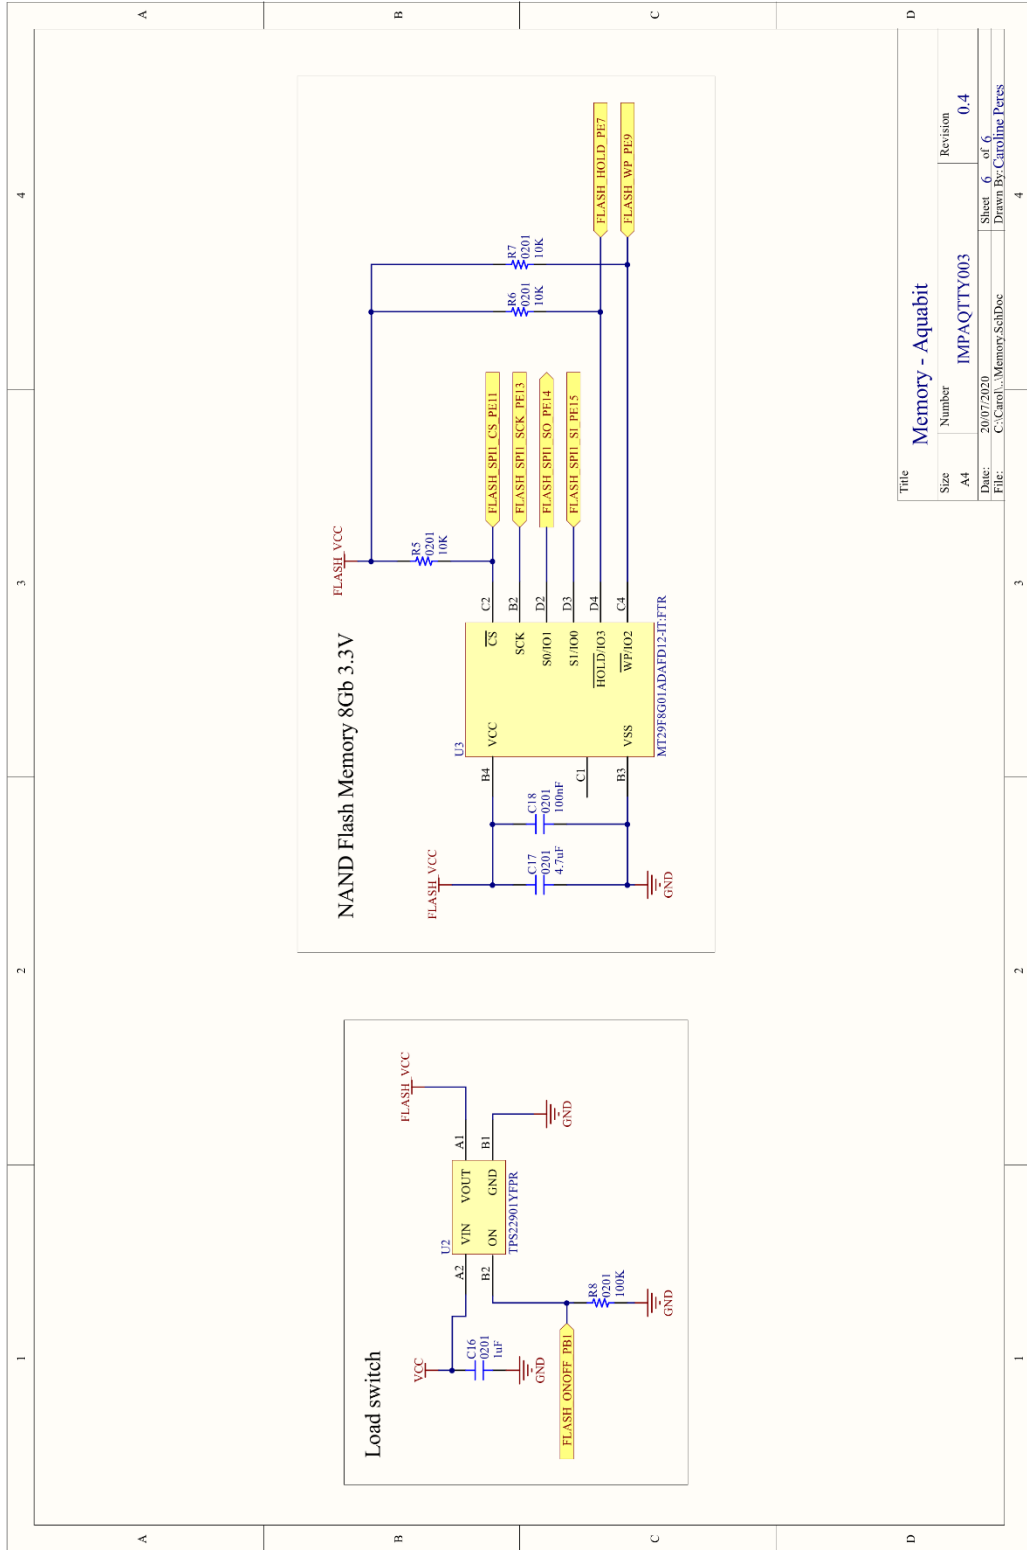 1
2
3
4
A
A
B
B
C
C
D
D
1
2
3
4
Load switch
VCC
C16
0201
1uF
GND
FLASH_ONOFF_PB1
R8
0201
100K
GND
U2
A2
B2
VIN
ON
VOUT
GND
A1
B1
TPS22901YFPR
FLASH_VCC
GND
NAND Flash Memory 8Gb 3.3V
FLASH_VCC
C17
0201
4.7uF
C18
0201
100nF
GND
U3
B4
C1
B3
VCC
VSS
CS
SCK
S0/IO1
S1/IO0
HOLD/IO3
WP/IO2
C2
B2
D2
D3
D4
C4
MT29F8G01ADAFD12-IT:FTR
FLASH_VCC
R5
0201
10K
FLASH_SPI1_CS_PE11
FLASH_SPI1_SCK_PE13
FLASH_SPI1_SO_PE14
FLASH_SPI1_SI_PE15
R6
0201
10K
R7
0201
10K
FLASH_HOLD_PE7
FLASH_WP_PE9
Title
Memory - Aquabit
Size
A4
Number
IMPAQTTY003
Revision
0.4
Date: 20/07/2020
Sheet 6 of 6
File: C:\Carol\..\Memory.SchDoc
Drawn By: Caroline Peres